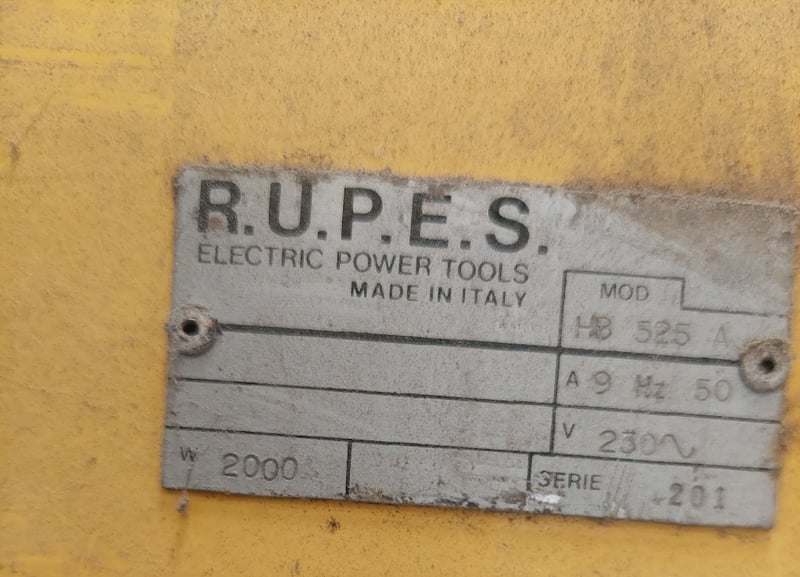 R.U.P.E.S.
ELECTRIC POWER TOOLS
MADE IN ITALY
MOD
HB 525 A
A 9 Hz 50
V 230∿
W 2000
SERIE 201